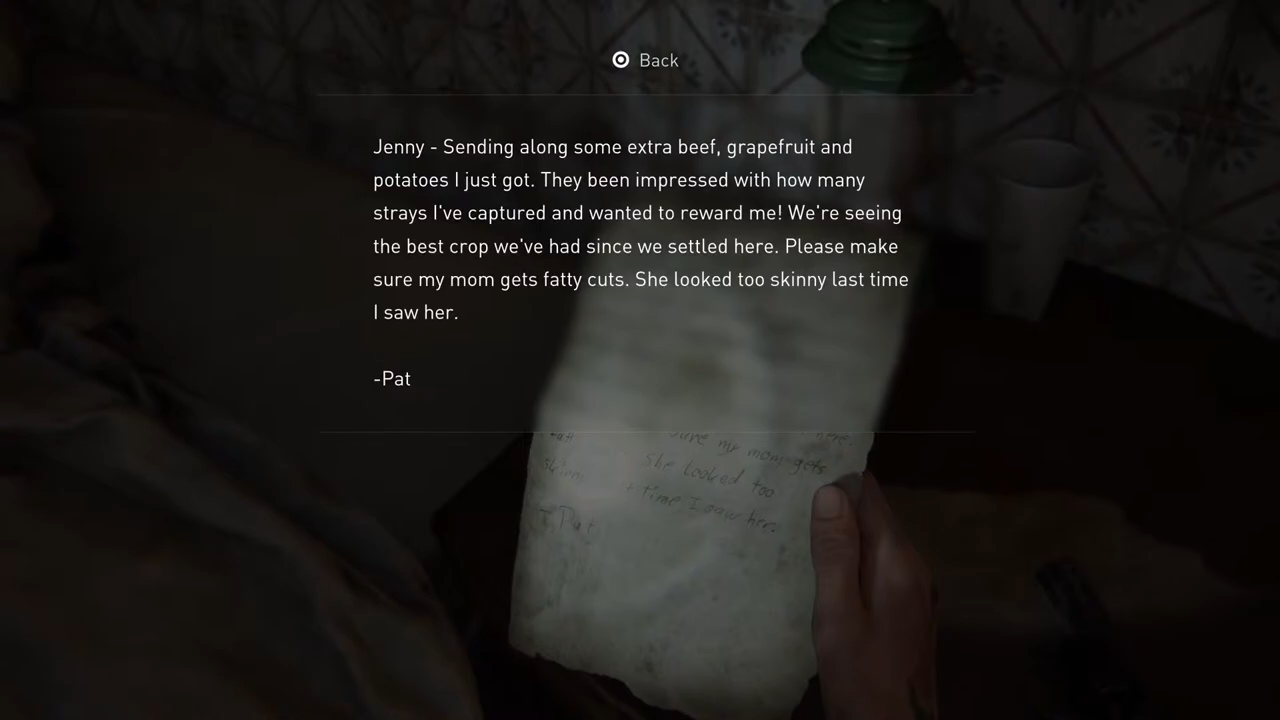 Back
Jenny - Sending along some extra beef, grapefruit and
potatoes I just got. They been impressed with how many
strays I've captured and wanted to reward me! We're seeing
the best crop we've had since we settled here. Please make
sure my mom gets fatty cuts. She looked too skinny last time
I saw her.
-Pat
here.
sure my mom gets
She looked too
time I saw her.
- Pat